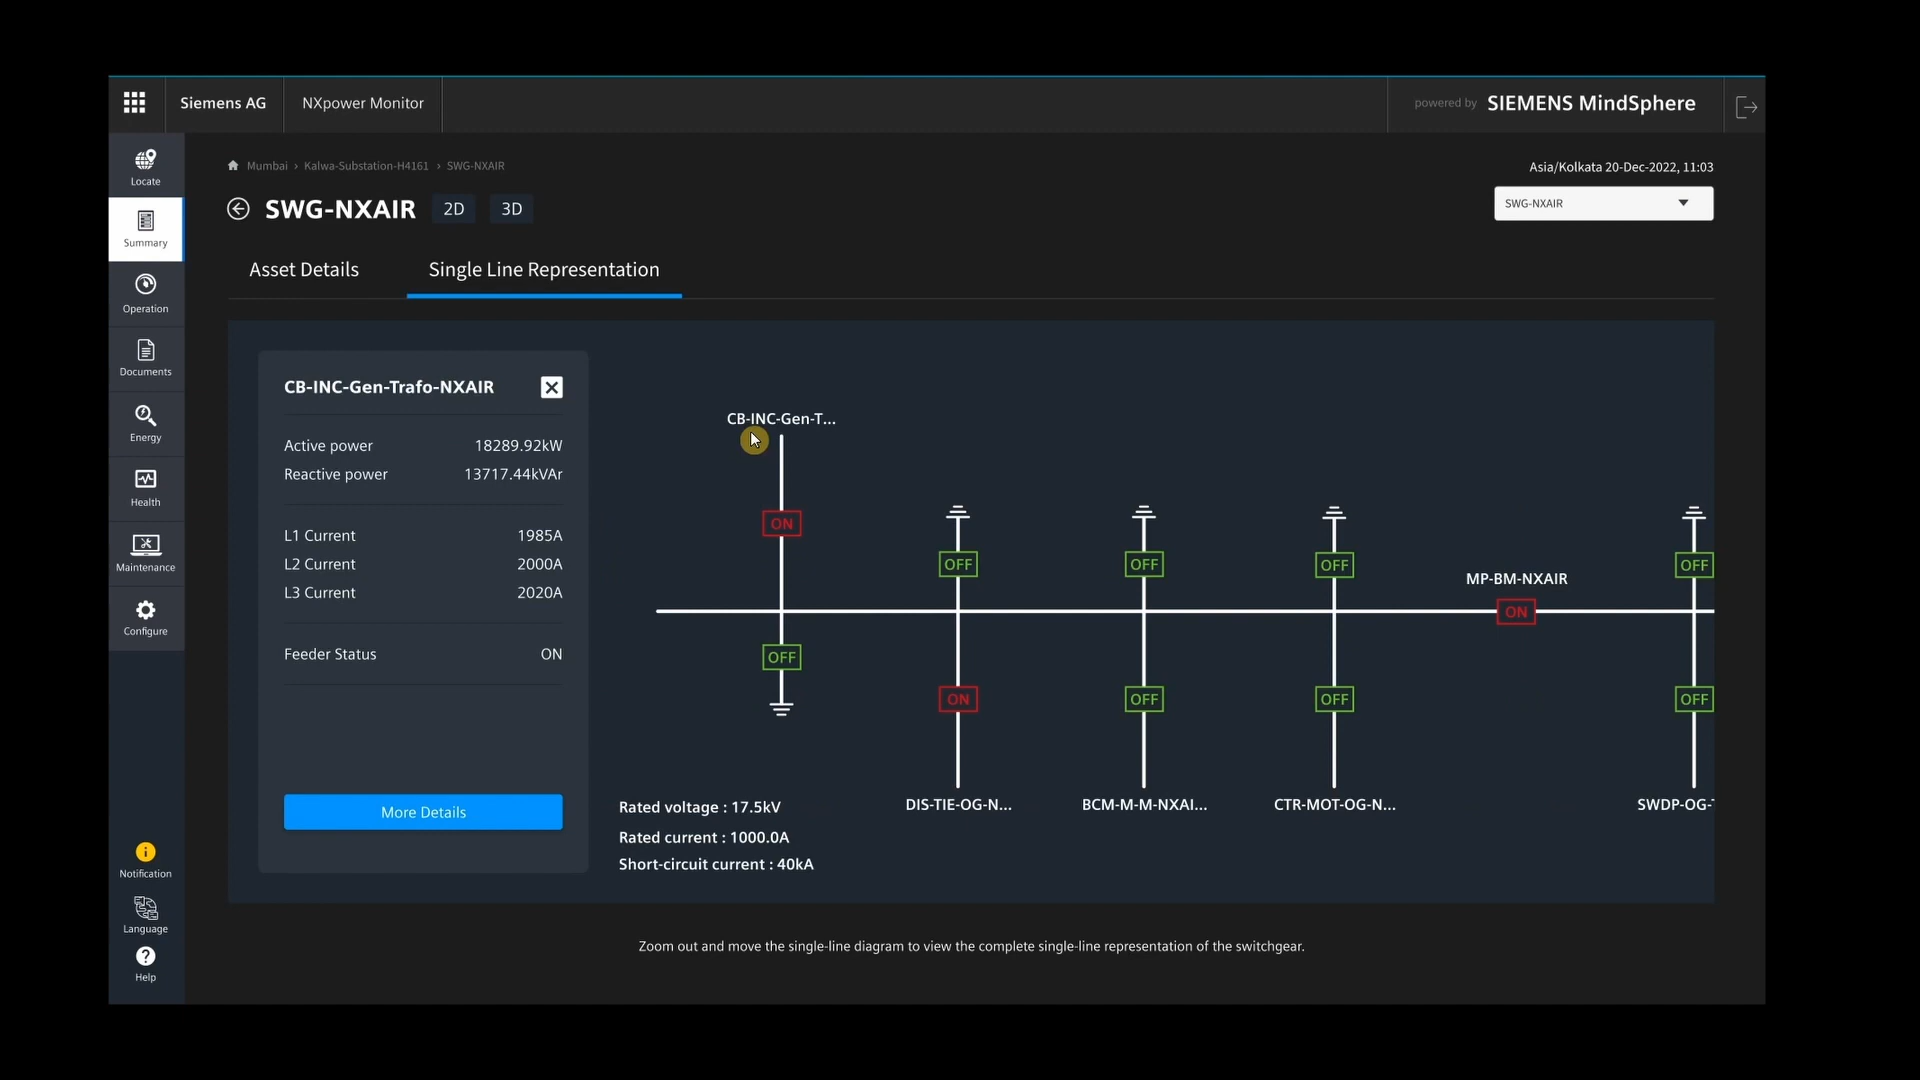 Siemens AG
NXpower Monitor
powered by SIEMENS MindSphere
Locate
Summary
Operation
Documents
Energy
Health
Maintenance
Configure
Notification
Language
Help
Mumbai › Kalwa-Substation-H4161 › SWG-NXAIR
Asia/Kolkata 20-Dec-2022, 11:03
SWG-NXAIR 2D 3D
SWG-NXAIR
Asset Details
Single Line Representation
CB-INC-Gen-Trafo-NXAIR
Active power 18289.92kW
Reactive power 13717.44kVAr
L1 Current 1985A
L2 Current 2000A
L3 Current 2020A
Feeder Status ON
More Details
CB-INC-Gen-T...
ON
OFF OFF OFF OFF
MP-BM-NXAIR
ON
OFF
ON OFF OFF OFF
DIS-TIE-OG-N... BCM-M-M-NXAI... CTR-MOT-OG-N... SWDP-OG-
Rated voltage : 17.5kV
Rated current : 1000.0A
Short-circuit current : 40kA
Zoom out and move the single-line diagram to view the complete single-line representation of the switchgear.